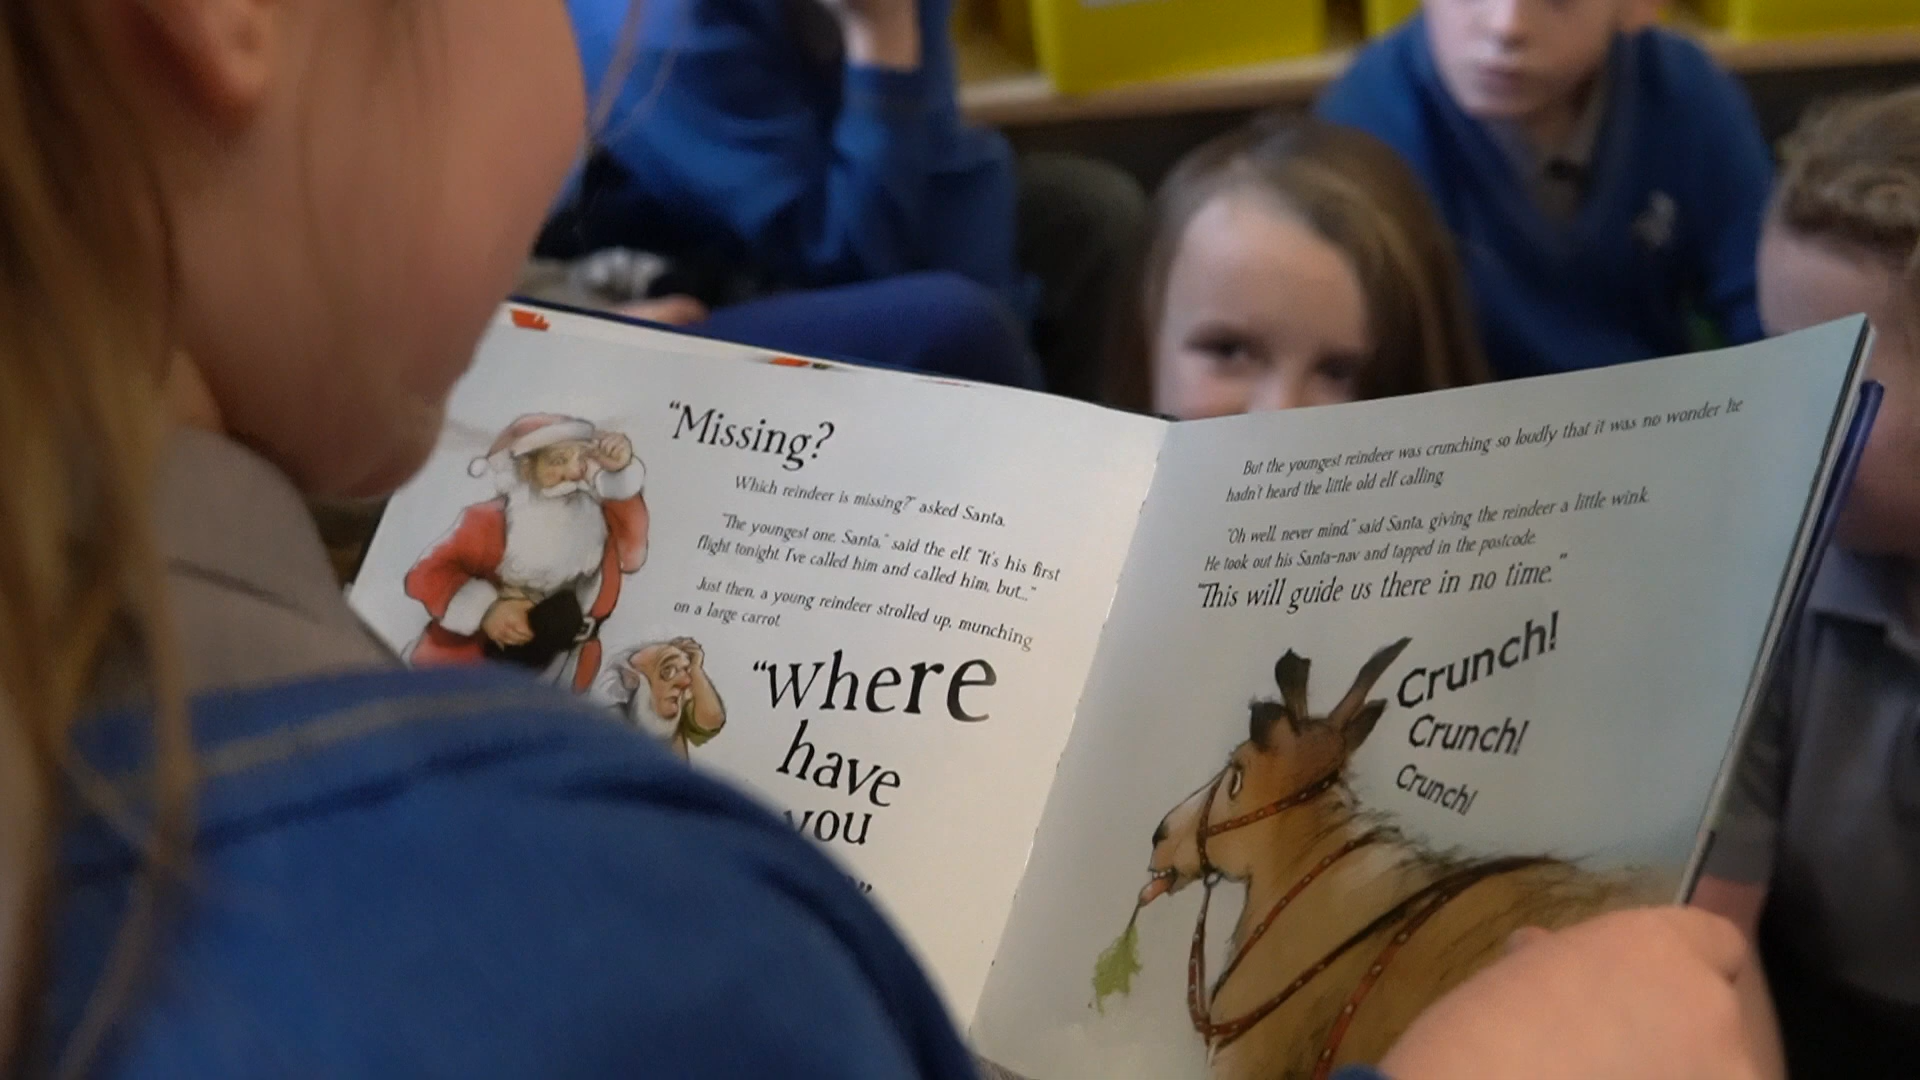 "Missing?
Which reindeer is missing?" asked Santa.
"The youngest one, Santa," said the elf. "It's his first
flight tonight. I've called him and called him, but..."
Just then, a young reindeer strolled up, munching
on a large carrot.
"Where
have
you
But the youngest reindeer was crunching so loudly that it was no wonder he
hadn't heard the little old elf calling.
"Oh well, never mind," said Santa, giving the reindeer a little wink.
He took out his Santa-nav and tapped in the postcode.
"This will guide us there in no time."
Crunch!
Crunch!
Crunch!